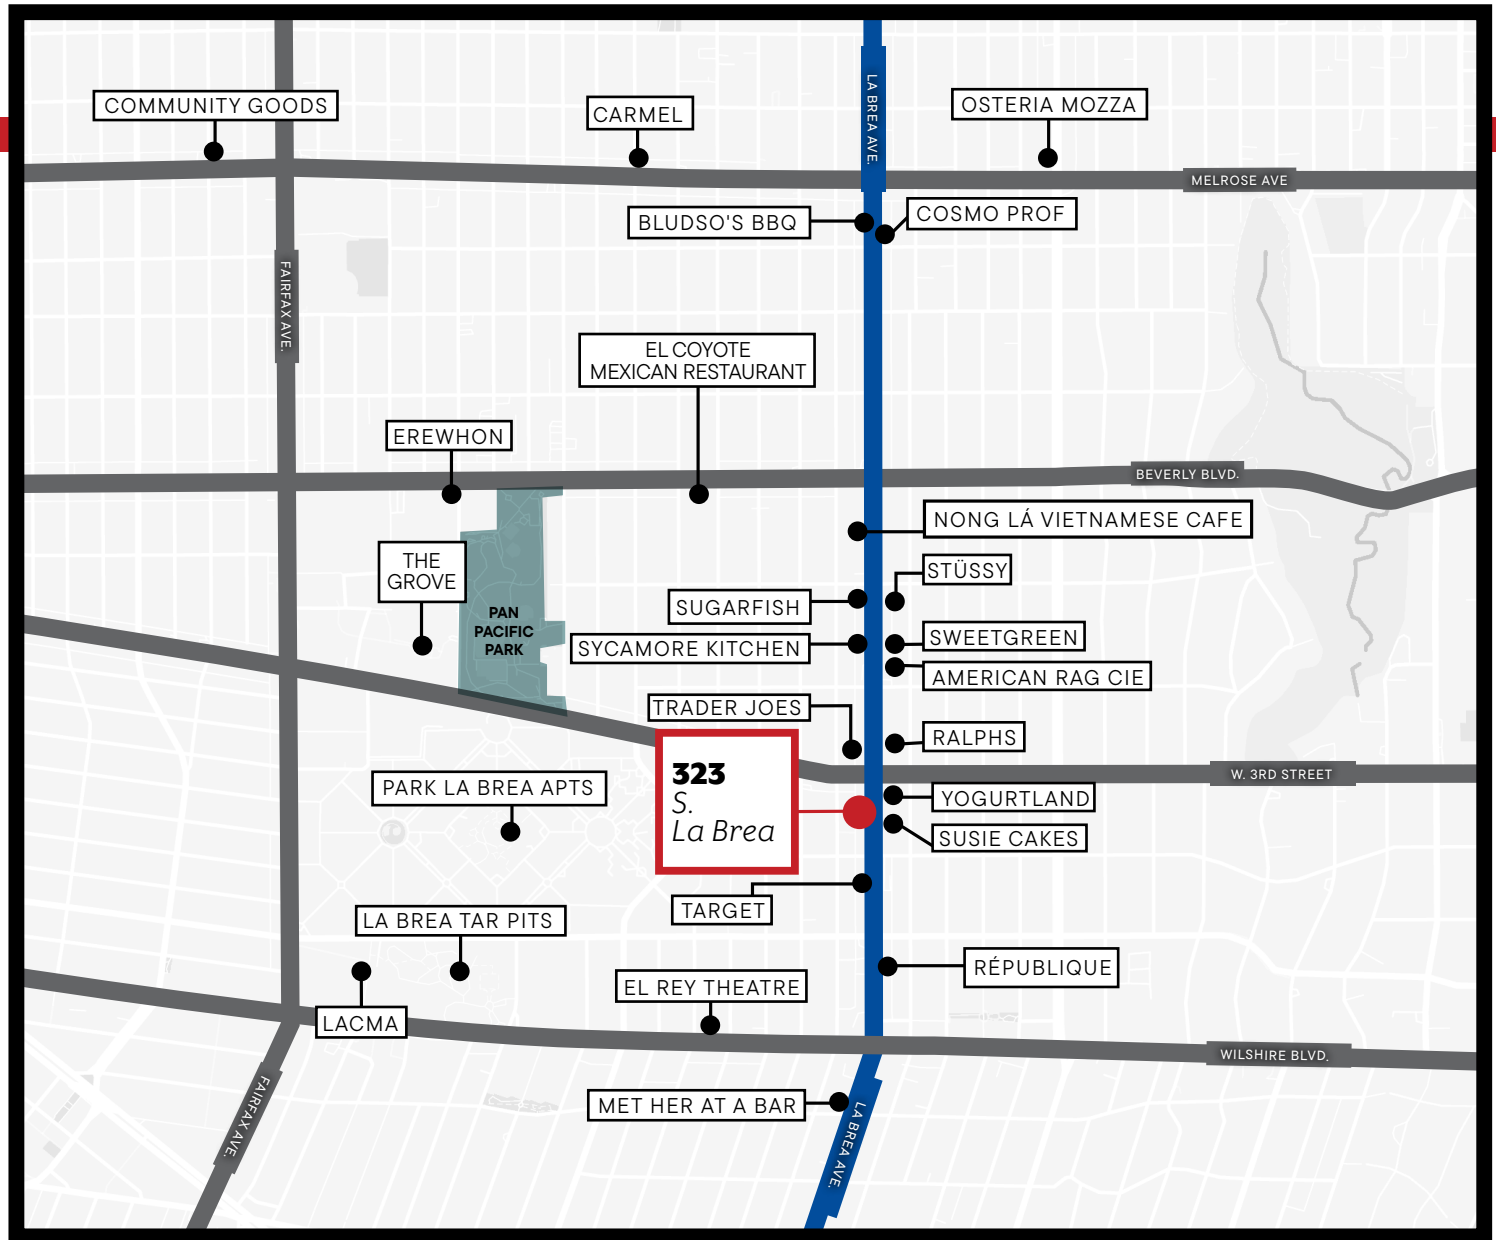 LA BREA AVE.
COMMUNITY GOODS
CARMEL
OSTERIA MOZZA
MELROSE AVE
BLUDSO'S BBQ
COSMO PROF
FAIRFAX AVE.
EL COYOTE
MEXICAN RESTAURANT
EREWHON
BEVERLY BLVD.
NONG LÁ VIETNAMESE CAFE
THE
GROVE
STÜSSY
PAN
PACIFIC
PARK
SUGARFISH
SWEETGREEN
SYCAMORE KITCHEN
AMERICAN RAG CIE
TRADER JOES
RALPHS
323
S.
La Brea
W. 3RD STREET
PARK LA BREA APTS
YOGURTLAND
SUSIE CAKES
TARGET
LA BREA TAR PITS
RÉPUBLIQUE
EL REY THEATRE
LACMA
WILSHIRE BLVD.
MET HER AT A BAR
FAIRFAX AVE.
LA BREA AVE.